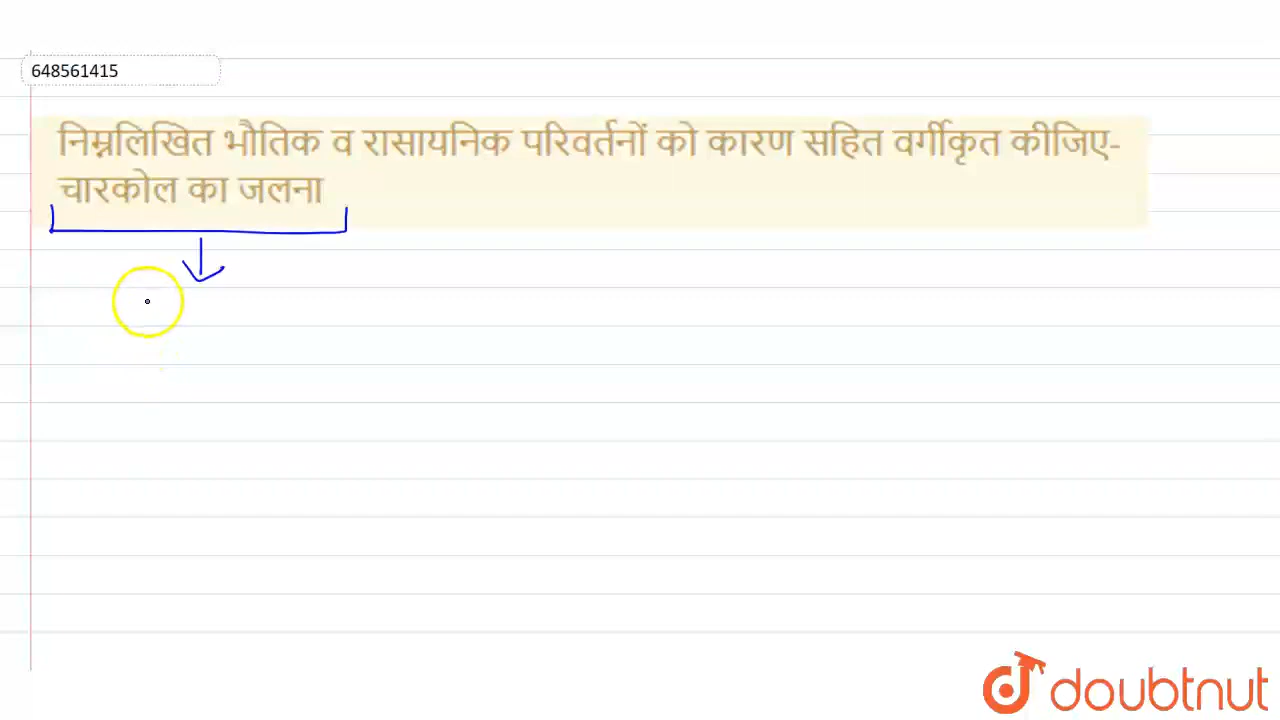 648561415
निम्नलिखित भौतिक व रासायनिक परिवर्तनों को कारण सहित वर्गीकृत कीजिए-
चारकोल का जलना
doubtnut